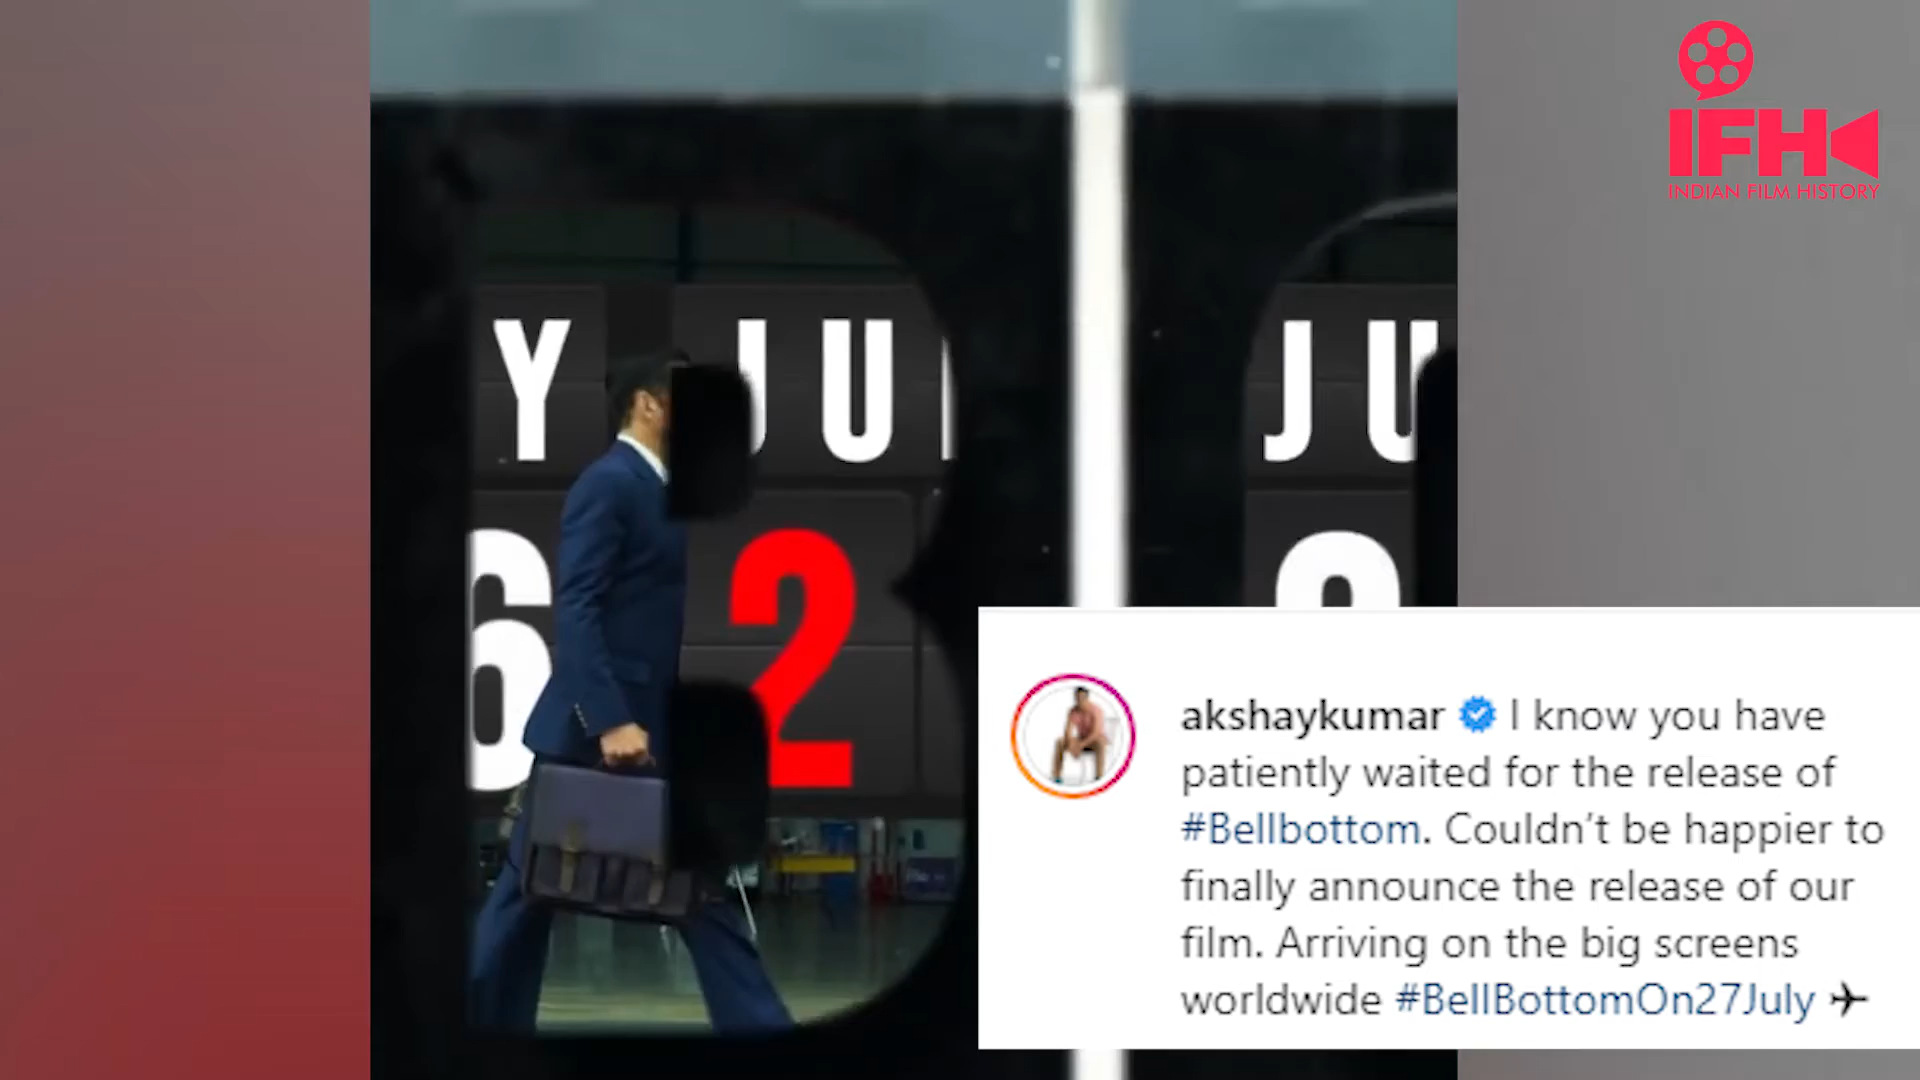 IFH
INDIAN FILM HISTORY
Y JU
JU
6 2
akshaykumar I know you have
patiently waited for the release of
#Bellbottom. Couldn't be happier to
finally announce the release of our
film. Arriving on the big screens
worldwide #BellBottomOn27July ✈